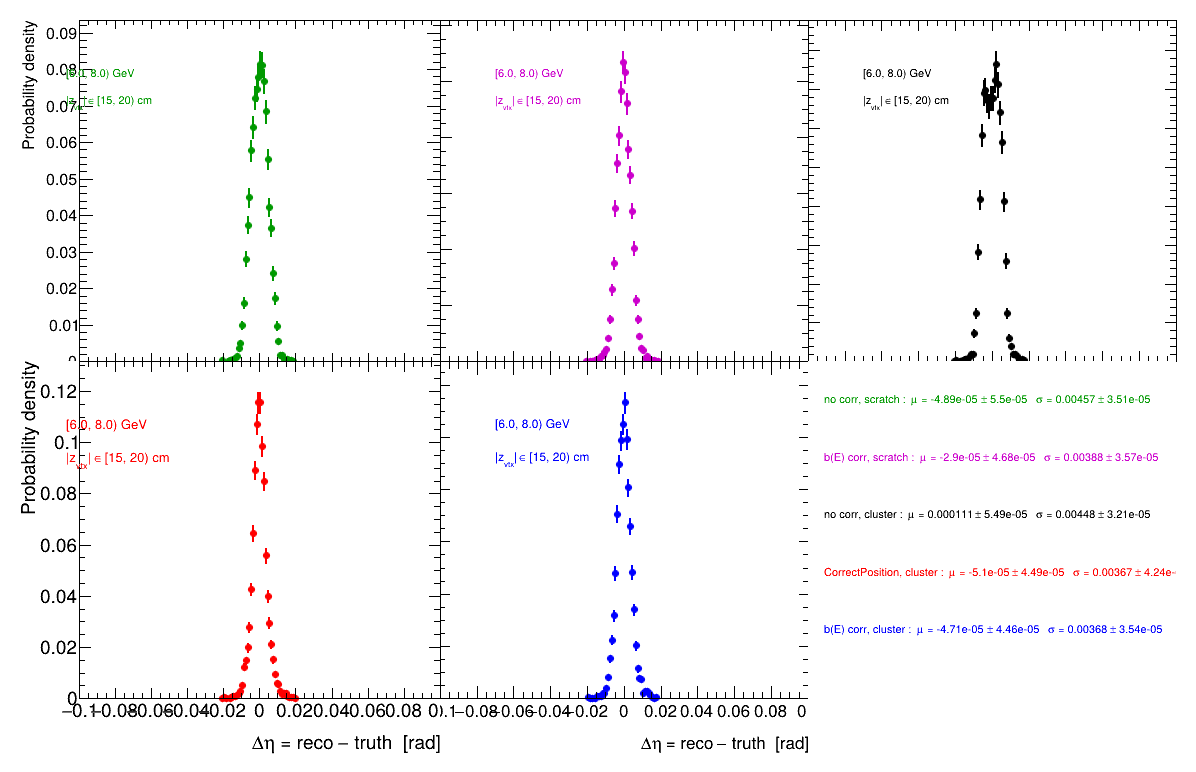 Probability density
0.09
0.08
0.07
0.06
0.05
0.04
0.03
0.02
0.01
0
[6.0, 8.0) GeV
|z_vtx| ∈ [15, 20) cm
[6.0, 8.0) GeV
|z_vtx| ∈ [15, 20) cm
[6.0, 8.0) GeV
|z_vtx| ∈ [15, 20) cm
Probability density
0.12
0.1
0.08
0.06
0.04
0.02
0
[6.0, 8.0) GeV
|z_vtx| ∈ [15, 20) cm
−0.1 −0.08 −0.06 −0.04 −0.02 0 0.02 0.04 0.06 0.08 0.1
Δη = reco − truth [rad]
[6.0, 8.0) GeV
|z_vtx| ∈ [15, 20) cm
−0.08 −0.06 −0.04 −0.02 0 0.02 0.04 0.06 0.08 0
Δη = reco − truth [rad]
no corr, scratch : μ = -4.89e-05 ± 5.5e-05 σ = 0.00457 ± 3.51e-05
b(E) corr, scratch : μ = -2.9e-05 ± 4.68e-05 σ = 0.00388 ± 3.57e-05
no corr, cluster : μ = 0.000111 ± 5.49e-05 σ = 0.00448 ± 3.21e-05
CorrectPosition, cluster : μ = -5.1e-05 ± 4.49e-05 σ = 0.00367 ± 4.24e-
b(E) corr, cluster : μ = -4.71e-05 ± 4.46e-05 σ = 0.00368 ± 3.54e-05